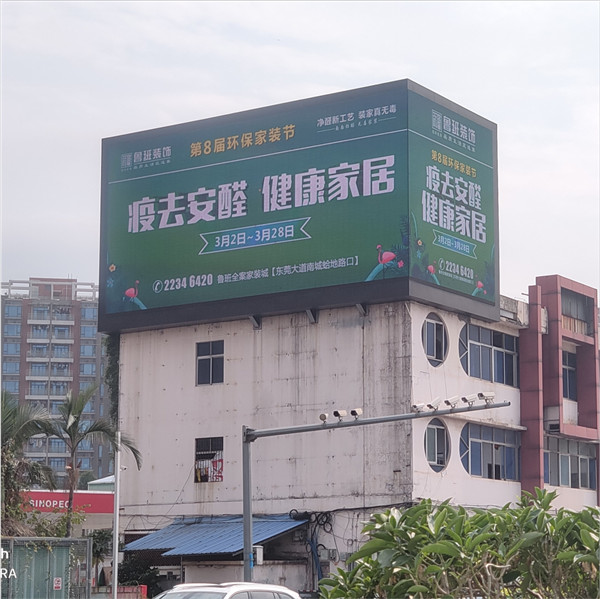 魯班装饰
第8届环保家装节
净醛新工艺 装家真无毒
疫去安醛 健康家居
3月2日~3月28日
2234 6420 鲁班全案家装城【东莞大道南城蛤地路口】
魯班装饰
第8届环保家装节
疫去安醛
健康家居
3月2日~3月28日
2234 6420
SINOPEC
RA